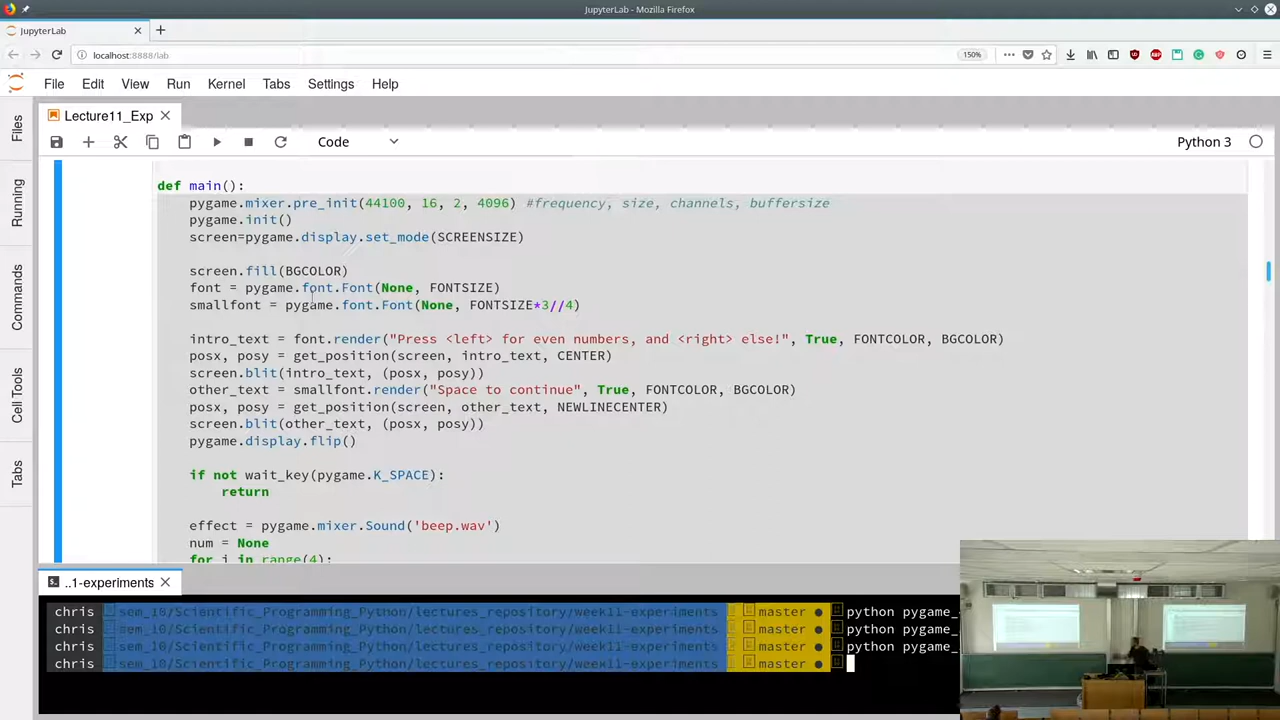 JupyterLab - Mozilla Firefox
JupyterLab
localhost:8888/lab
150%
File Edit View Run Kernel Tabs Settings Help
Lecture11_Exp
Code
Python 3
Files
Running
Commands
Cell Tools
Tabs
def main():
pygame.mixer.pre_init(44100, 16, 2, 4096) #frequency, size, channels, buffersize
pygame.init()
screen=pygame.display.set_mode(SCREENSIZE)
screen.fill(BGCOLOR)
font = pygame.font.Font(None, FONTSIZE)
smallfont = pygame.font.Font(None, FONTSIZE*3//4)
intro_text = font.render("Press <left> for even numbers, and <right> else!", True, FONTCOLOR, BGCOLOR)
posx, posy = get_position(screen, intro_text, CENTER)
screen.blit(intro_text, (posx, posy))
other_text = smallfont.render("Space to continue", True, FONTCOLOR, BGCOLOR)
posx, posy = get_position(screen, other_text, NEWLINECENTER)
screen.blit(other_text, (posx, posy))
pygame.display.flip()
if not wait_key(pygame.K_SPACE):
return
effect = pygame.mixer.Sound('beep.wav')
num = None
for i in range(4):
..1-experiments
chris sem_10/Scientific_Programming_Python/lectures_repository/week11-experiments master ● python pygame_
chris sem_10/Scientific_Programming_Python/lectures_repository/week11-experiments master ● python pygame_
chris sem_10/Scientific_Programming_Python/lectures_repository/week11-experiments master ● python pygame_
chris sem_10/Scientific_Programming_Python/lectures_repository/week11-experiments master ●